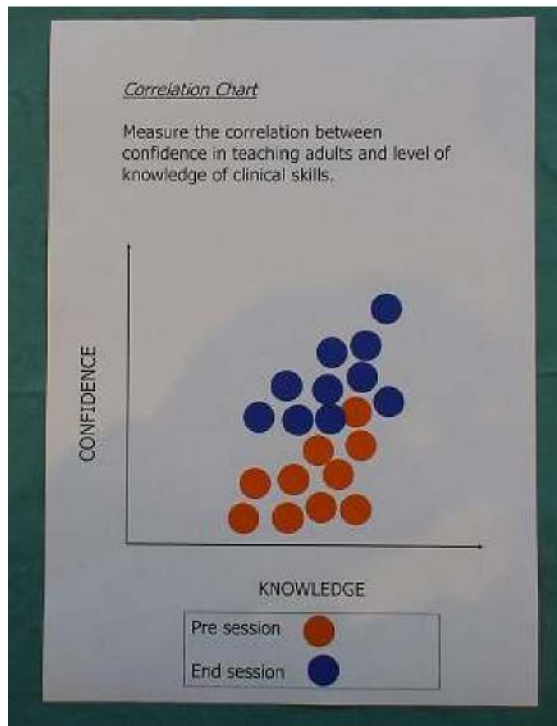 Correlation Chart
Measure the correlation between
confidence in teaching adults and level of
knowledge of clinical skills.
CONFIDENCE
KNOWLEDGE
Pre session
End session